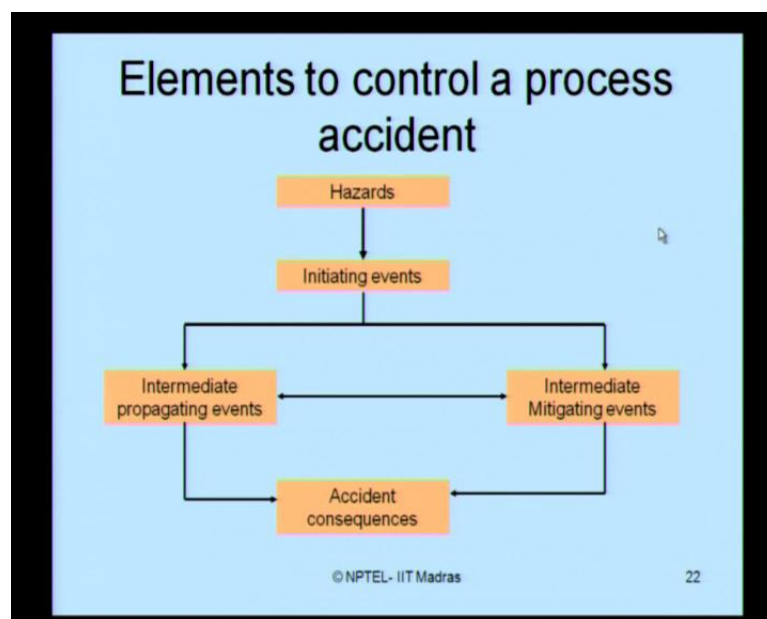 Elements to control a process
accident
Hazards
Initiating events
Intermediate
propagating events
Intermediate
Mitigating events
Accident
consequences
© NPTEL- IIT Madras
22